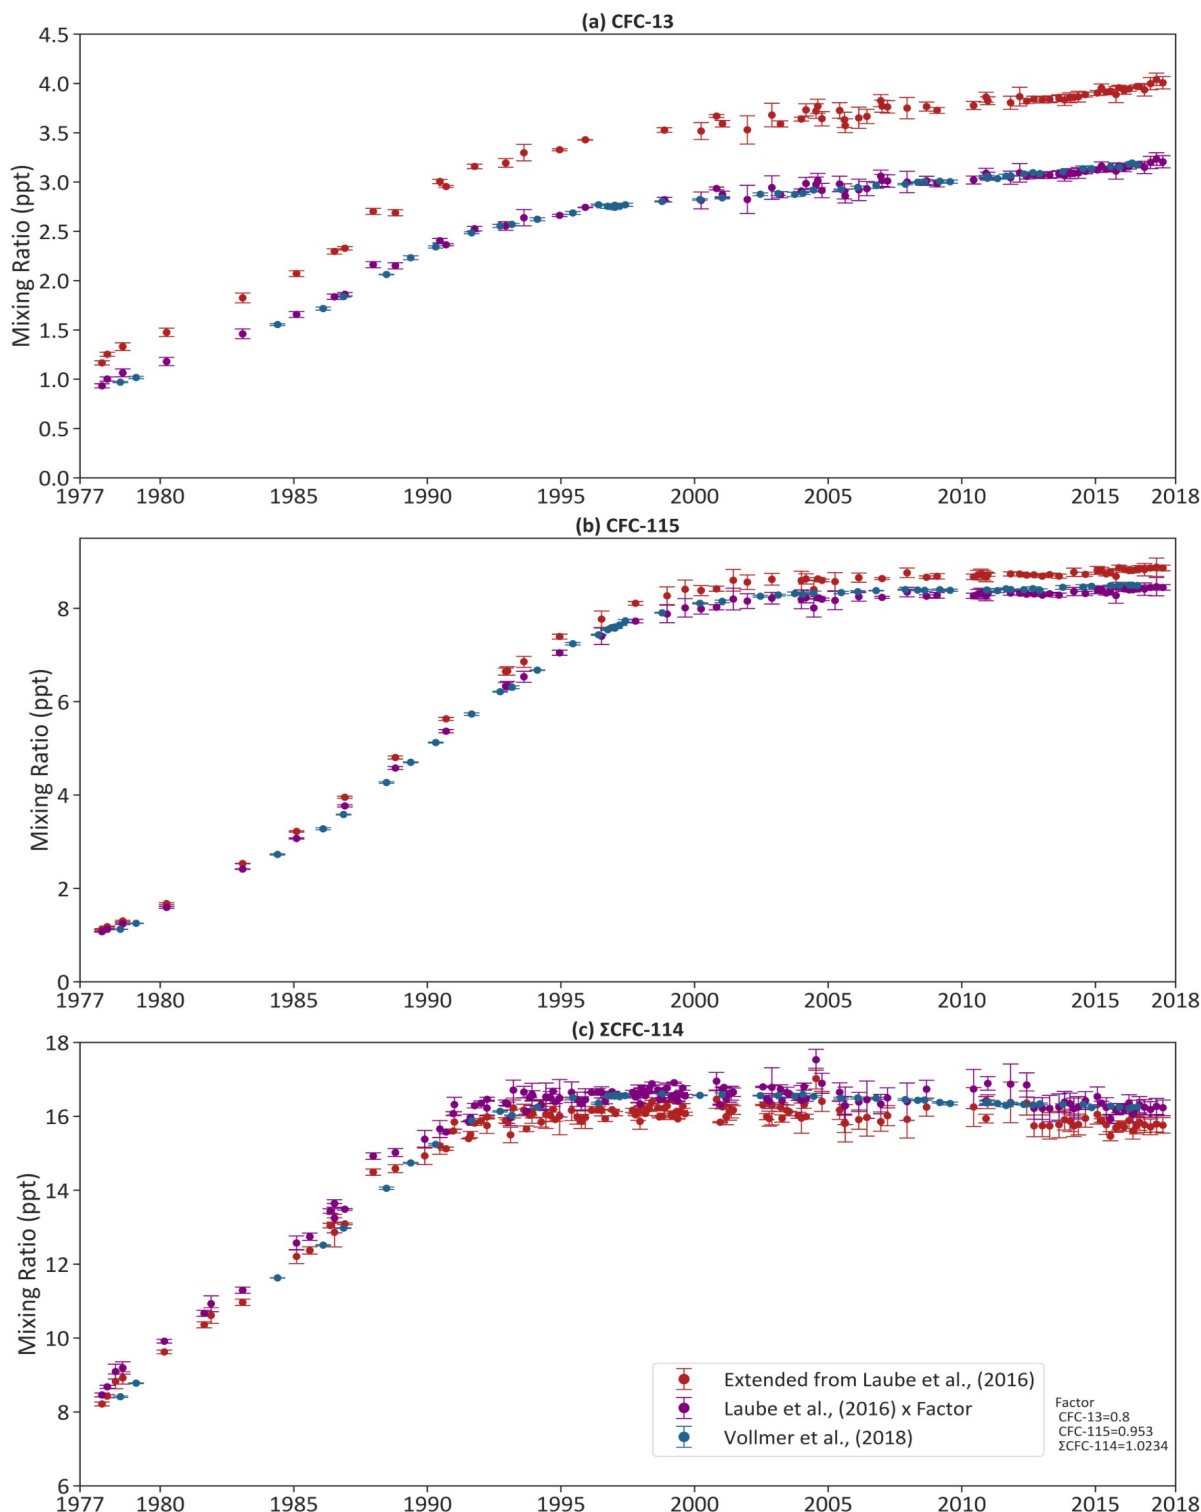 (a) CFC-13
Mixing Ratio (ppt)
4.5
4.0
3.5
3.0
2.5
2.0
1.5
1.0
0.5
0.0
1977 1980 1985 1990 1995 2000 2005 2010 2015 2018
(b) CFC-115
Mixing Ratio (ppt)
8
6
4
2
0
1977 1980 1985 1990 1995 2000 2005 2010 2015 2018
(c) ΣCFC-114
Mixing Ratio (ppt)
18
16
14
12
10
8
6
Extended from Laube et al., (2016)
Laube et al., (2016) x Factor
Vollmer et al., (2018)
Factor
CFC-13=0.8
CFC-115=0.953
ΣCFC-114=1.0234
1977 1980 1985 1990 1995 2000 2005 2010 2015 2018